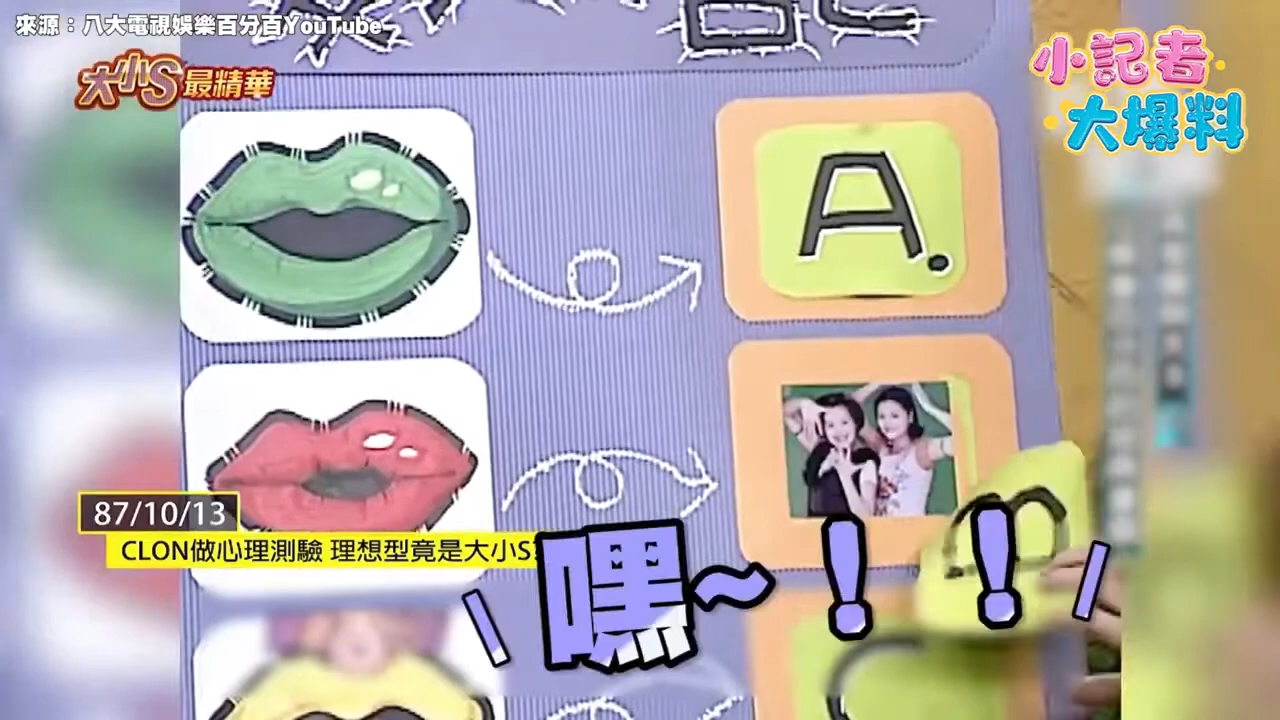 來源：八大電視娛樂百分百YouTube
大小S最精華
小記者
大爆料
A.
87/10/13
CLON做心理測驗 理想型竟是大小S
嘿~！！